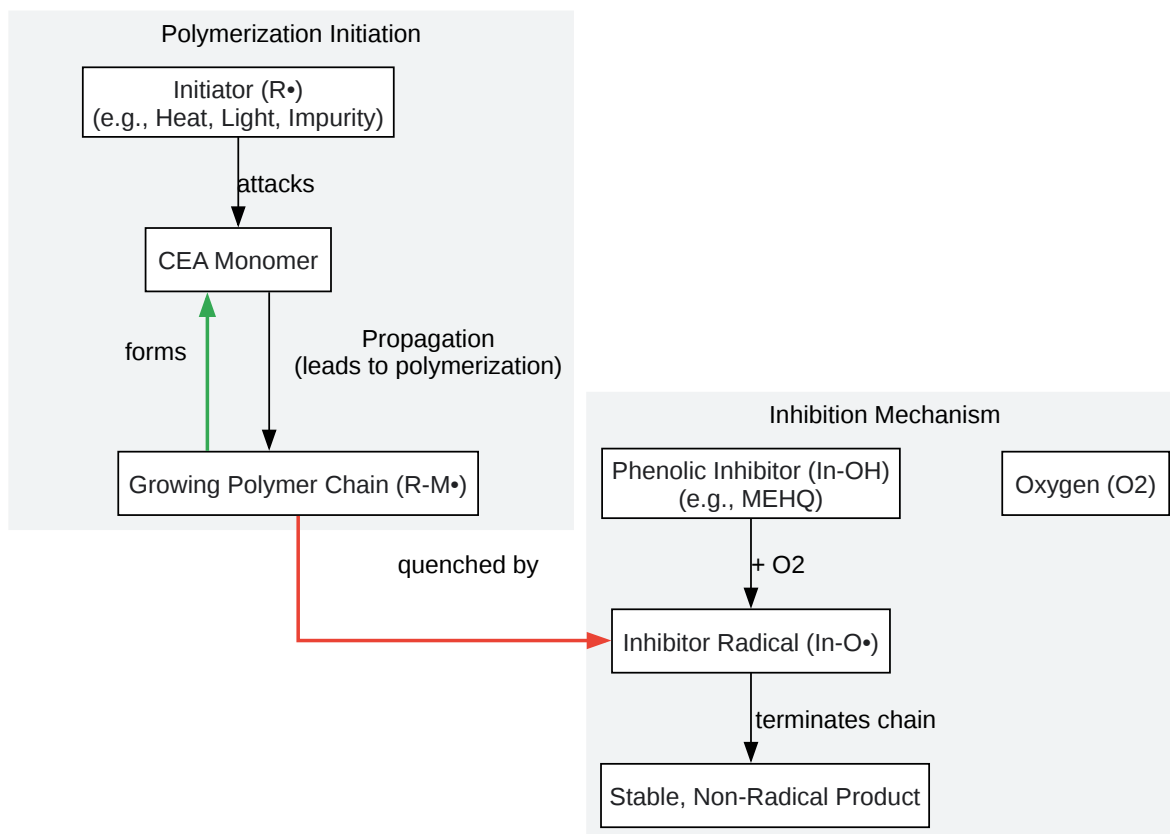 Polymerization Initiation
Initiator (R•)
(e.g., Heat, Light, Impurity)
attacks
CEA Monomer
forms
Propagation
(leads to polymerization)
Growing Polymer Chain (R-M•)
quenched by
Inhibition Mechanism
Phenolic Inhibitor (In-OH)
(e.g., MEHQ)
Oxygen (O2)
+ O2
Inhibitor Radical (In-O•)
terminates chain
Stable, Non-Radical Product